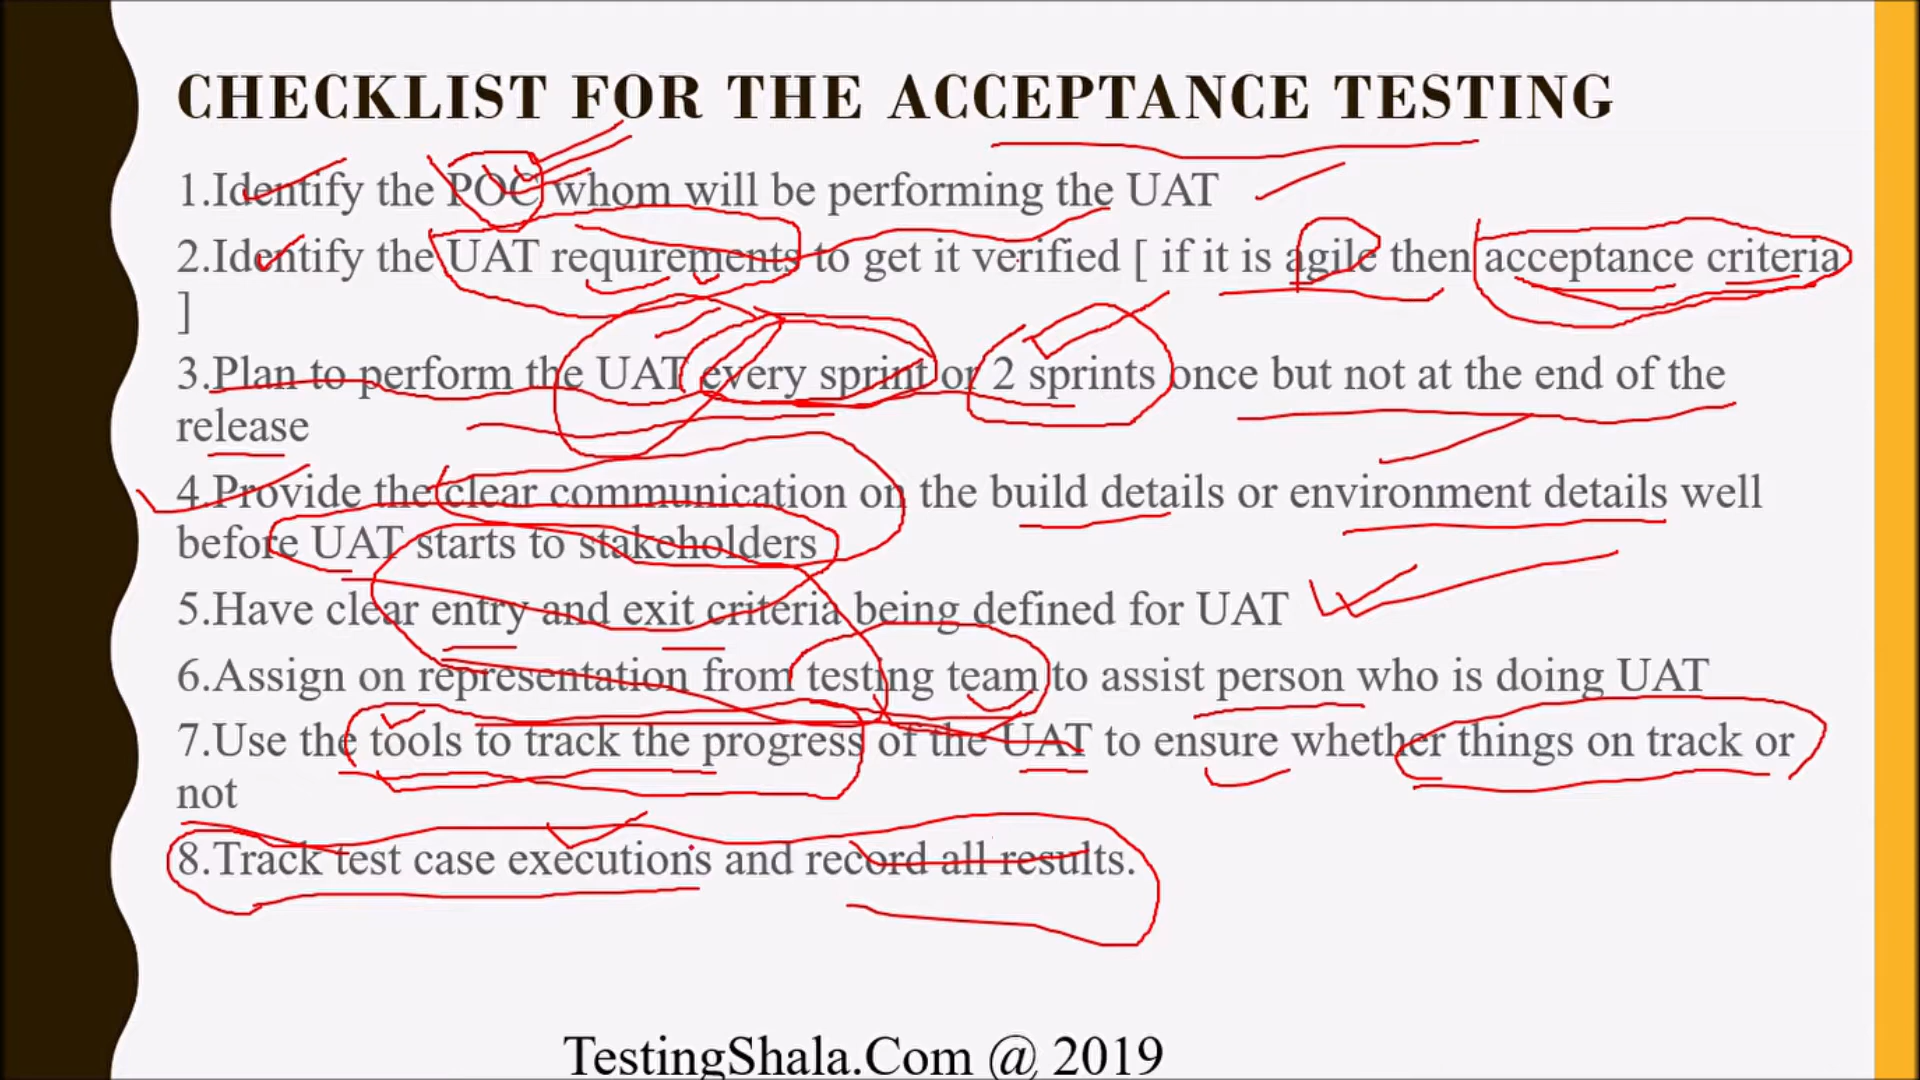 CHECKLIST FOR THE ACCEPTANCE TESTING
1.Identify the POC whom will be performing the UAT
2.Identify the UAT requirements to get it verified [ if it is agile then acceptance criteria
]
3.Plan to perform the UAT every sprint or 2 sprints once but not at the end of the
release
4.Provide the clear communication on the build details or environment details well
before UAT starts to stakeholders
5.Have clear entry and exit criteria being defined for UAT
6.Assign on representation from testing team to assist person who is doing UAT
7.Use the tools to track the progress of the UAT to ensure whether things on track or
not
8.Track test case executions and record all results.
TestingShala.Com @ 2019